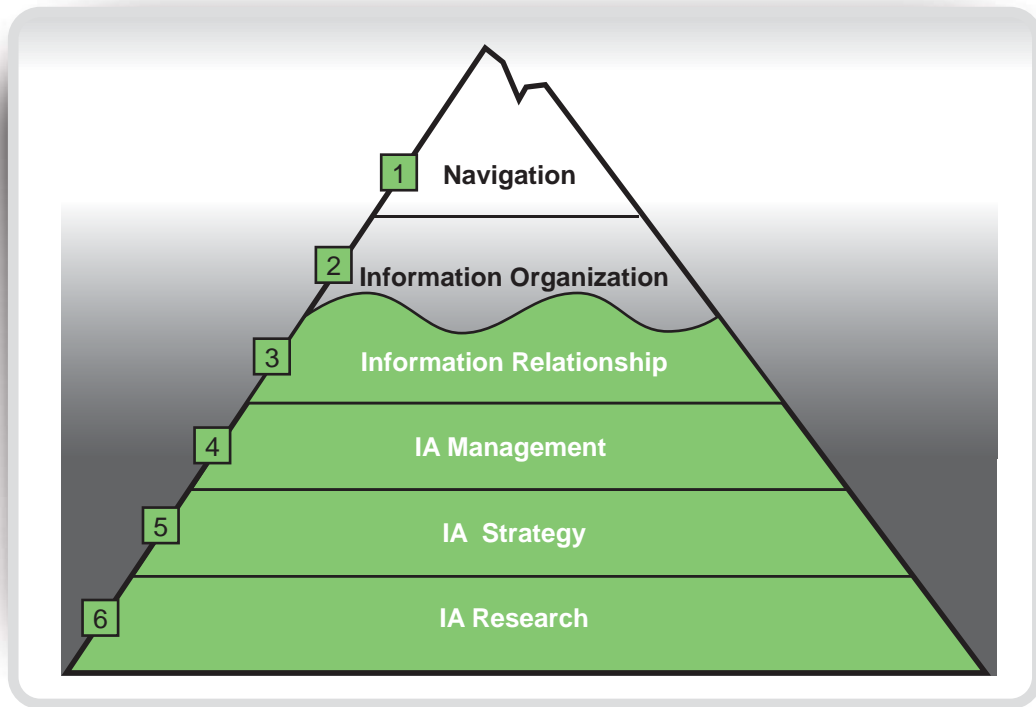 1 Navigation
2 Information Organization
3 Information Relationship
4 IA Management
5 IA Strategy
6 IA Research